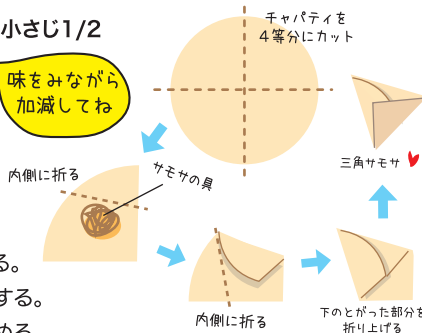 小さじ1/2
味をみながら
加減してね
チャパティを
4等分にカット
内側に折る
サモサの具
三角サモサ
内側に折る
下のとがった部分を
折り上げる
る。
する。
める